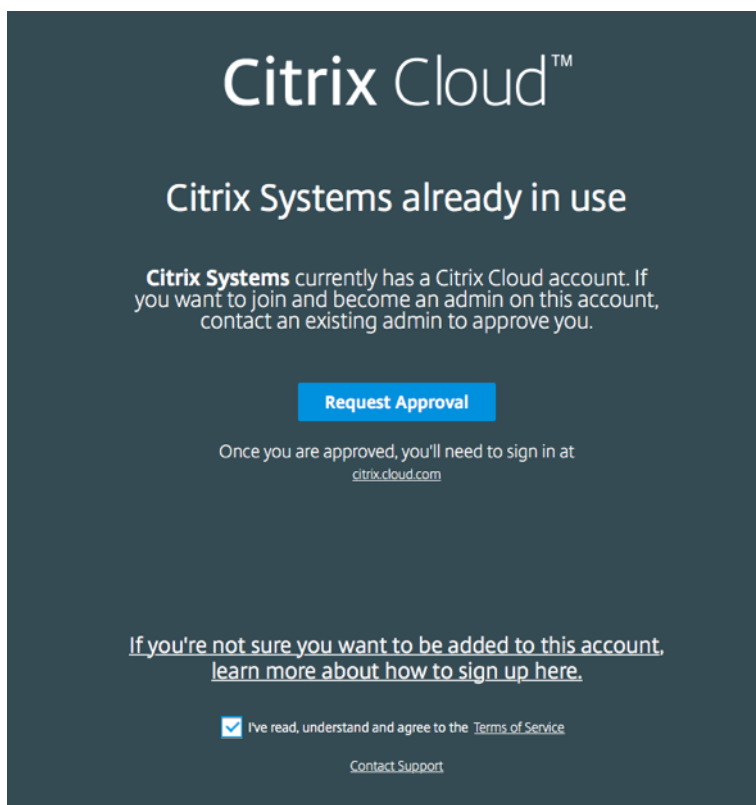 Citrix Cloud™
Citrix Systems already in use
Citrix Systems currently has a Citrix Cloud account. If
you want to join and become an admin on this account,
contact an existing admin to approve you.
Request Approval
Once you are approved, you'll need to sign in at
citrix.cloud.com
If you're not sure you want to be added to this account,
learn more about how to sign up here.
I've read, understand and agree to the Terms of Service
Contact Support